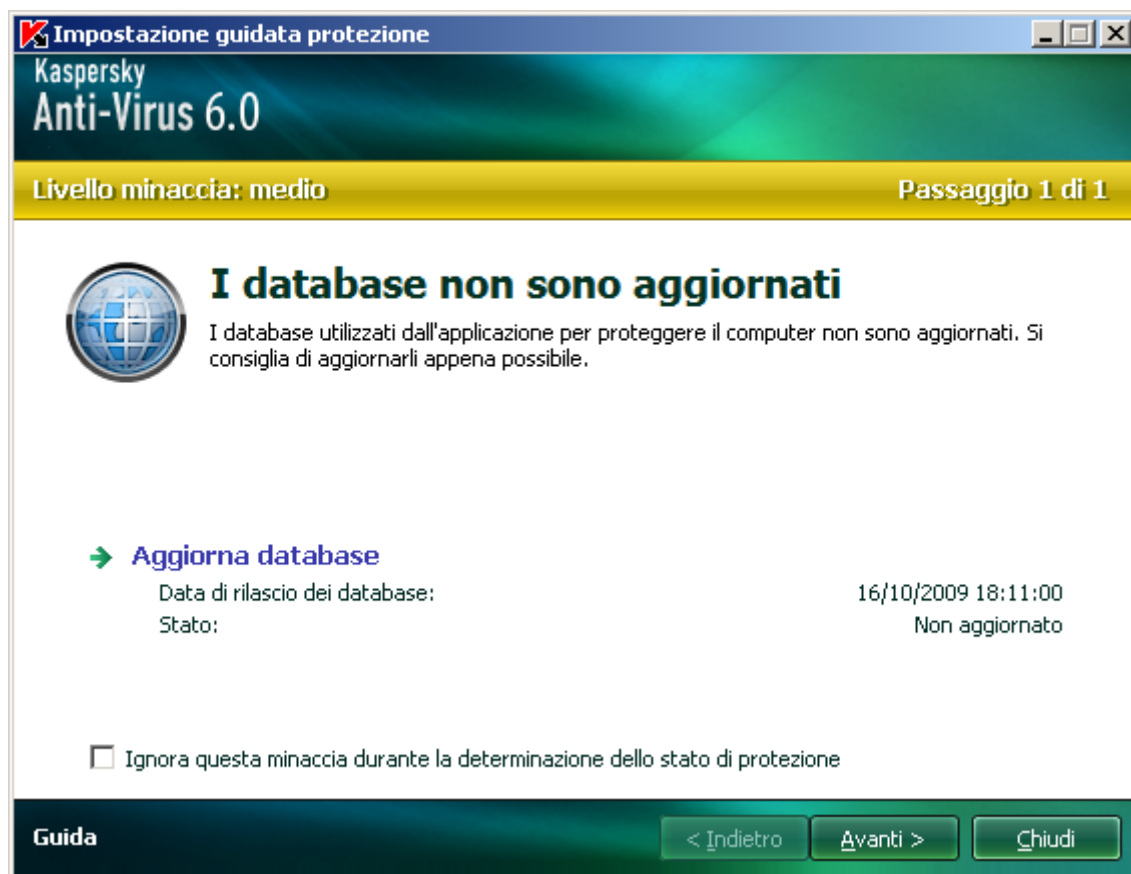 Impostazione guidata protezione
Kaspersky
Anti-Virus 6.0
Livello minaccia: medio Passaggio 1 di 1
I database non sono aggiornati
I database utilizzati dall'applicazione per proteggere il computer non sono aggiornati. Si
consiglia di aggiornarli appena possibile.
Aggiorna database
Data di rilascio dei database: 16/10/2009 18:11:00
Stato: Non aggiornato
Ignora questa minaccia durante la determinazione dello stato di protezione
Guida < Indietro Avanti > Chiudi